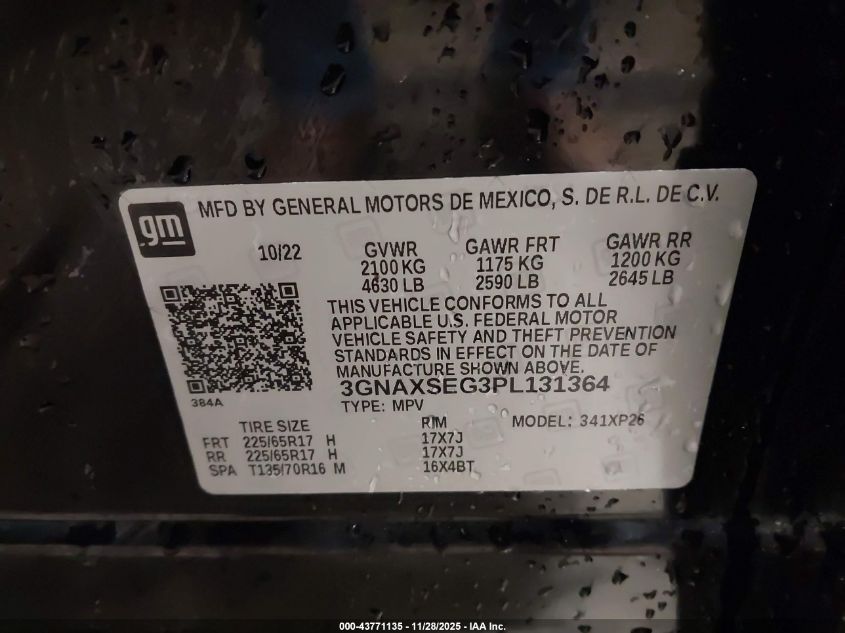 gm
MFD BY GENERAL MOTORS DE MEXICO, S. DE R.L. DE C.V.
10/22
GVWR
2100 KG
4630 LB
GAWR FRT
1175 KG
2590 LB
GAWR RR
1200 KG
2645 LB
THIS VEHICLE CONFORMS TO ALL
APPLICABLE U.S. FEDERAL MOTOR
VEHICLE SAFETY AND THEFT PREVENTION
STANDARDS IN EFFECT ON THE DATE OF
MANUFACTURE SHOWN ABOVE.
3GNAXSEG3PL131364
384A
TYPE: MPV
TIRE SIZE RIM MODEL: 341XP26
FRT 225/65R17 H 17X7J
RR 225/65R17 H 17X7J
SPA T135/70R16 M 16X4BT
000-43771135 - 11/28/2025 - IAA Inc.